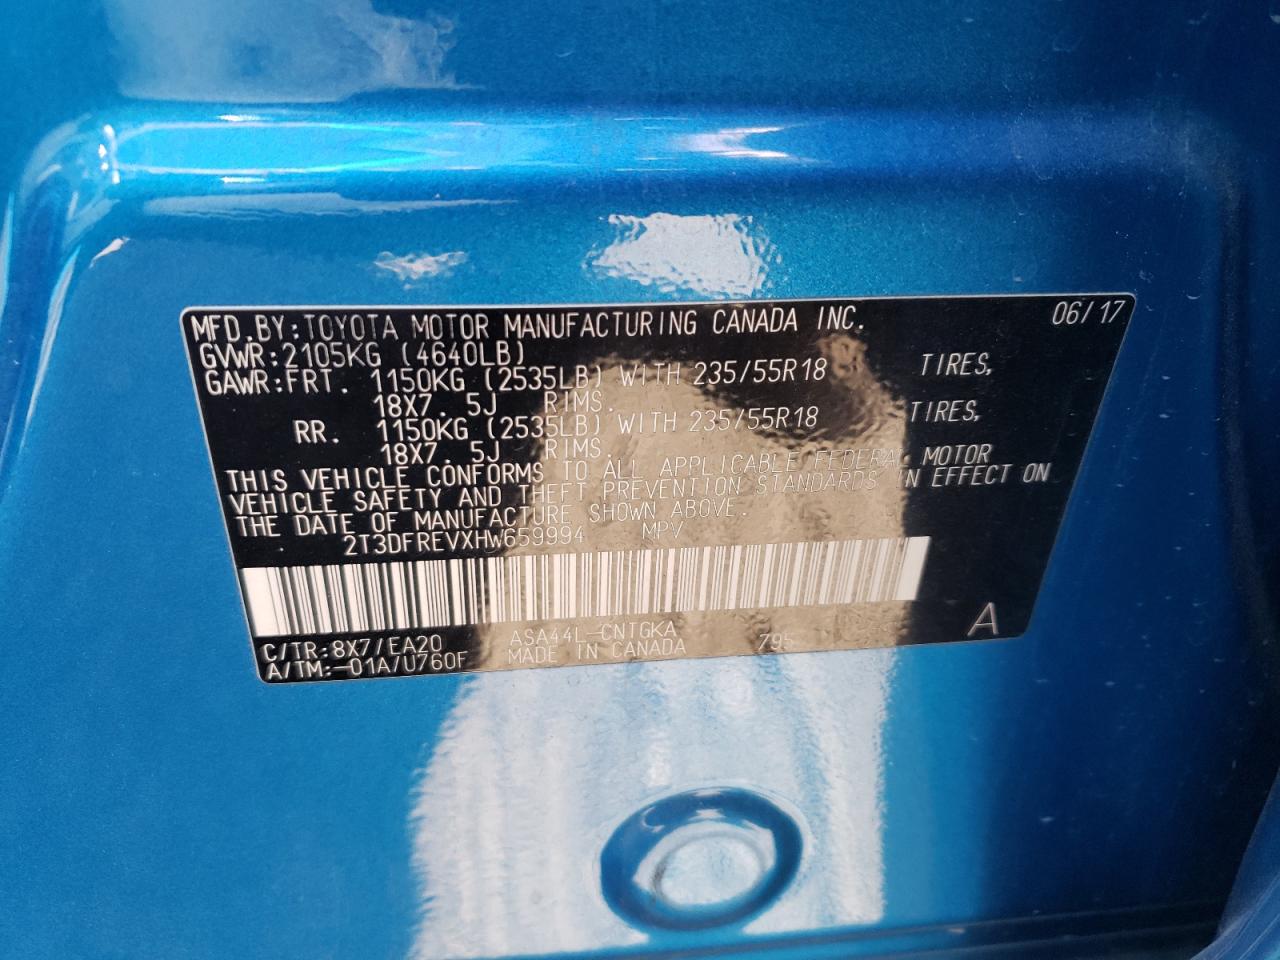 MFD.BY:TOYOTA MOTOR MANUFACTURING CANADA INC. 06/17
GVWR:2105KG (4640LB)
GAWR:FRT. 1150KG (2535LB) WITH 235/55R18 TIRES,
18X7.5J RIMS.
RR. 1150KG (2535LB) WITH 235/55R18 TIRES,
18X7 5J RIMS.
THIS VEHICLE CONFORMS TO ALL APPLICABLE FEDERAL MOTOR
VEHICLE SAFETY AND THEFT PREVENTION STANDARDS IN EFFECT ON
THE DATE OF MANUFACTURE SHOWN ABOVE.
2T3DFREVXHW659994 MPV
C/TR:8X7/EA20 ASA44L-CNTGKA 795 A
A/TM:-01A/U760F MADE IN CANADA